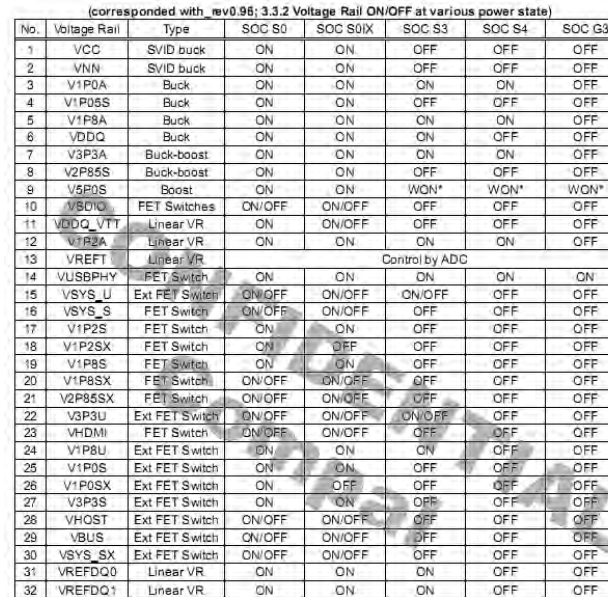 (corresponded with_rev0.96; 3.3.2 Voltage Rail ON/OFF at various power state)
No. Voltage Rail Type SOC S0 SOC S0IX SOC S3 SOC S4 SOC G3
1 VCC SVID buck ON ON OFF OFF OFF
2 VNN SVID buck ON ON OFF OFF OFF
3 V1P0A Buck ON ON ON ON OFF
4 V1P05S Buck ON ON OFF OFF OFF
5 V1P8A Buck ON ON ON ON OFF
6 VDDQ Buck ON ON ON OFF OFF
7 V3P3A Buck-boost ON ON ON ON OFF
8 V2P85S Buck-boost ON ON OFF OFF OFF
9 V5P0S Boost ON ON WON* WON* WON*
10 VSDIO FET Switches ON/OFF ON/OFF OFF OFF OFF
11 VDDQ_VTT Linear VR ON ON/OFF OFF OFF OFF
12 V1P2A Linear VR ON ON ON ON OFF
13 VREFT Linear VR Control by ADC
14 VUSBPHY FET Switch ON ON ON ON ON
15 VSYS_U Ext FET Switch ON/OFF ON/OFF ON/OFF OFF OFF
16 VSYS_S FET Switch ON/OFF ON/OFF OFF OFF OFF
17 V1P2S FET Switch ON ON OFF OFF OFF
18 V1P2SX FET Switch ON OFF OFF OFF OFF
19 V1P8S FET Switch ON ON OFF OFF OFF
20 V1P8SX FET Switch ON/OFF ON/OFF OFF OFF OFF
21 V2P85SX FET Switch ON/OFF ON/OFF OFF OFF OFF
22 V3P3U Ext FET Switch ON/OFF ON/OFF ON/OFF OFF OFF
23 VHDMI FET Switch ON/OFF ON/OFF OFF OFF OFF
24 V1P8U Ext FET Switch ON ON ON OFF OFF
25 V1P0S Ext FET Switch ON ON OFF OFF OFF
26 V1P0SX Ext FET Switch ON OFF OFF OFF OFF
27 V3P3S Ext FET Switch ON ON OFF OFF OFF
28 VHOST Ext FET Switch ON/OFF ON/OFF OFF OFF OFF
29 VBUS Ext FET Switch ON/OFF ON/OFF OFF OFF OFF
30 VSYS_SX Ext FET Switch ON/OFF ON/OFF OFF OFF OFF
31 VREFDQ0 Linear VR ON ON ON OFF OFF
32 VREFDQ1 Linear VR ON ON ON OFF OFF
CONFIDENTIAL
Compal